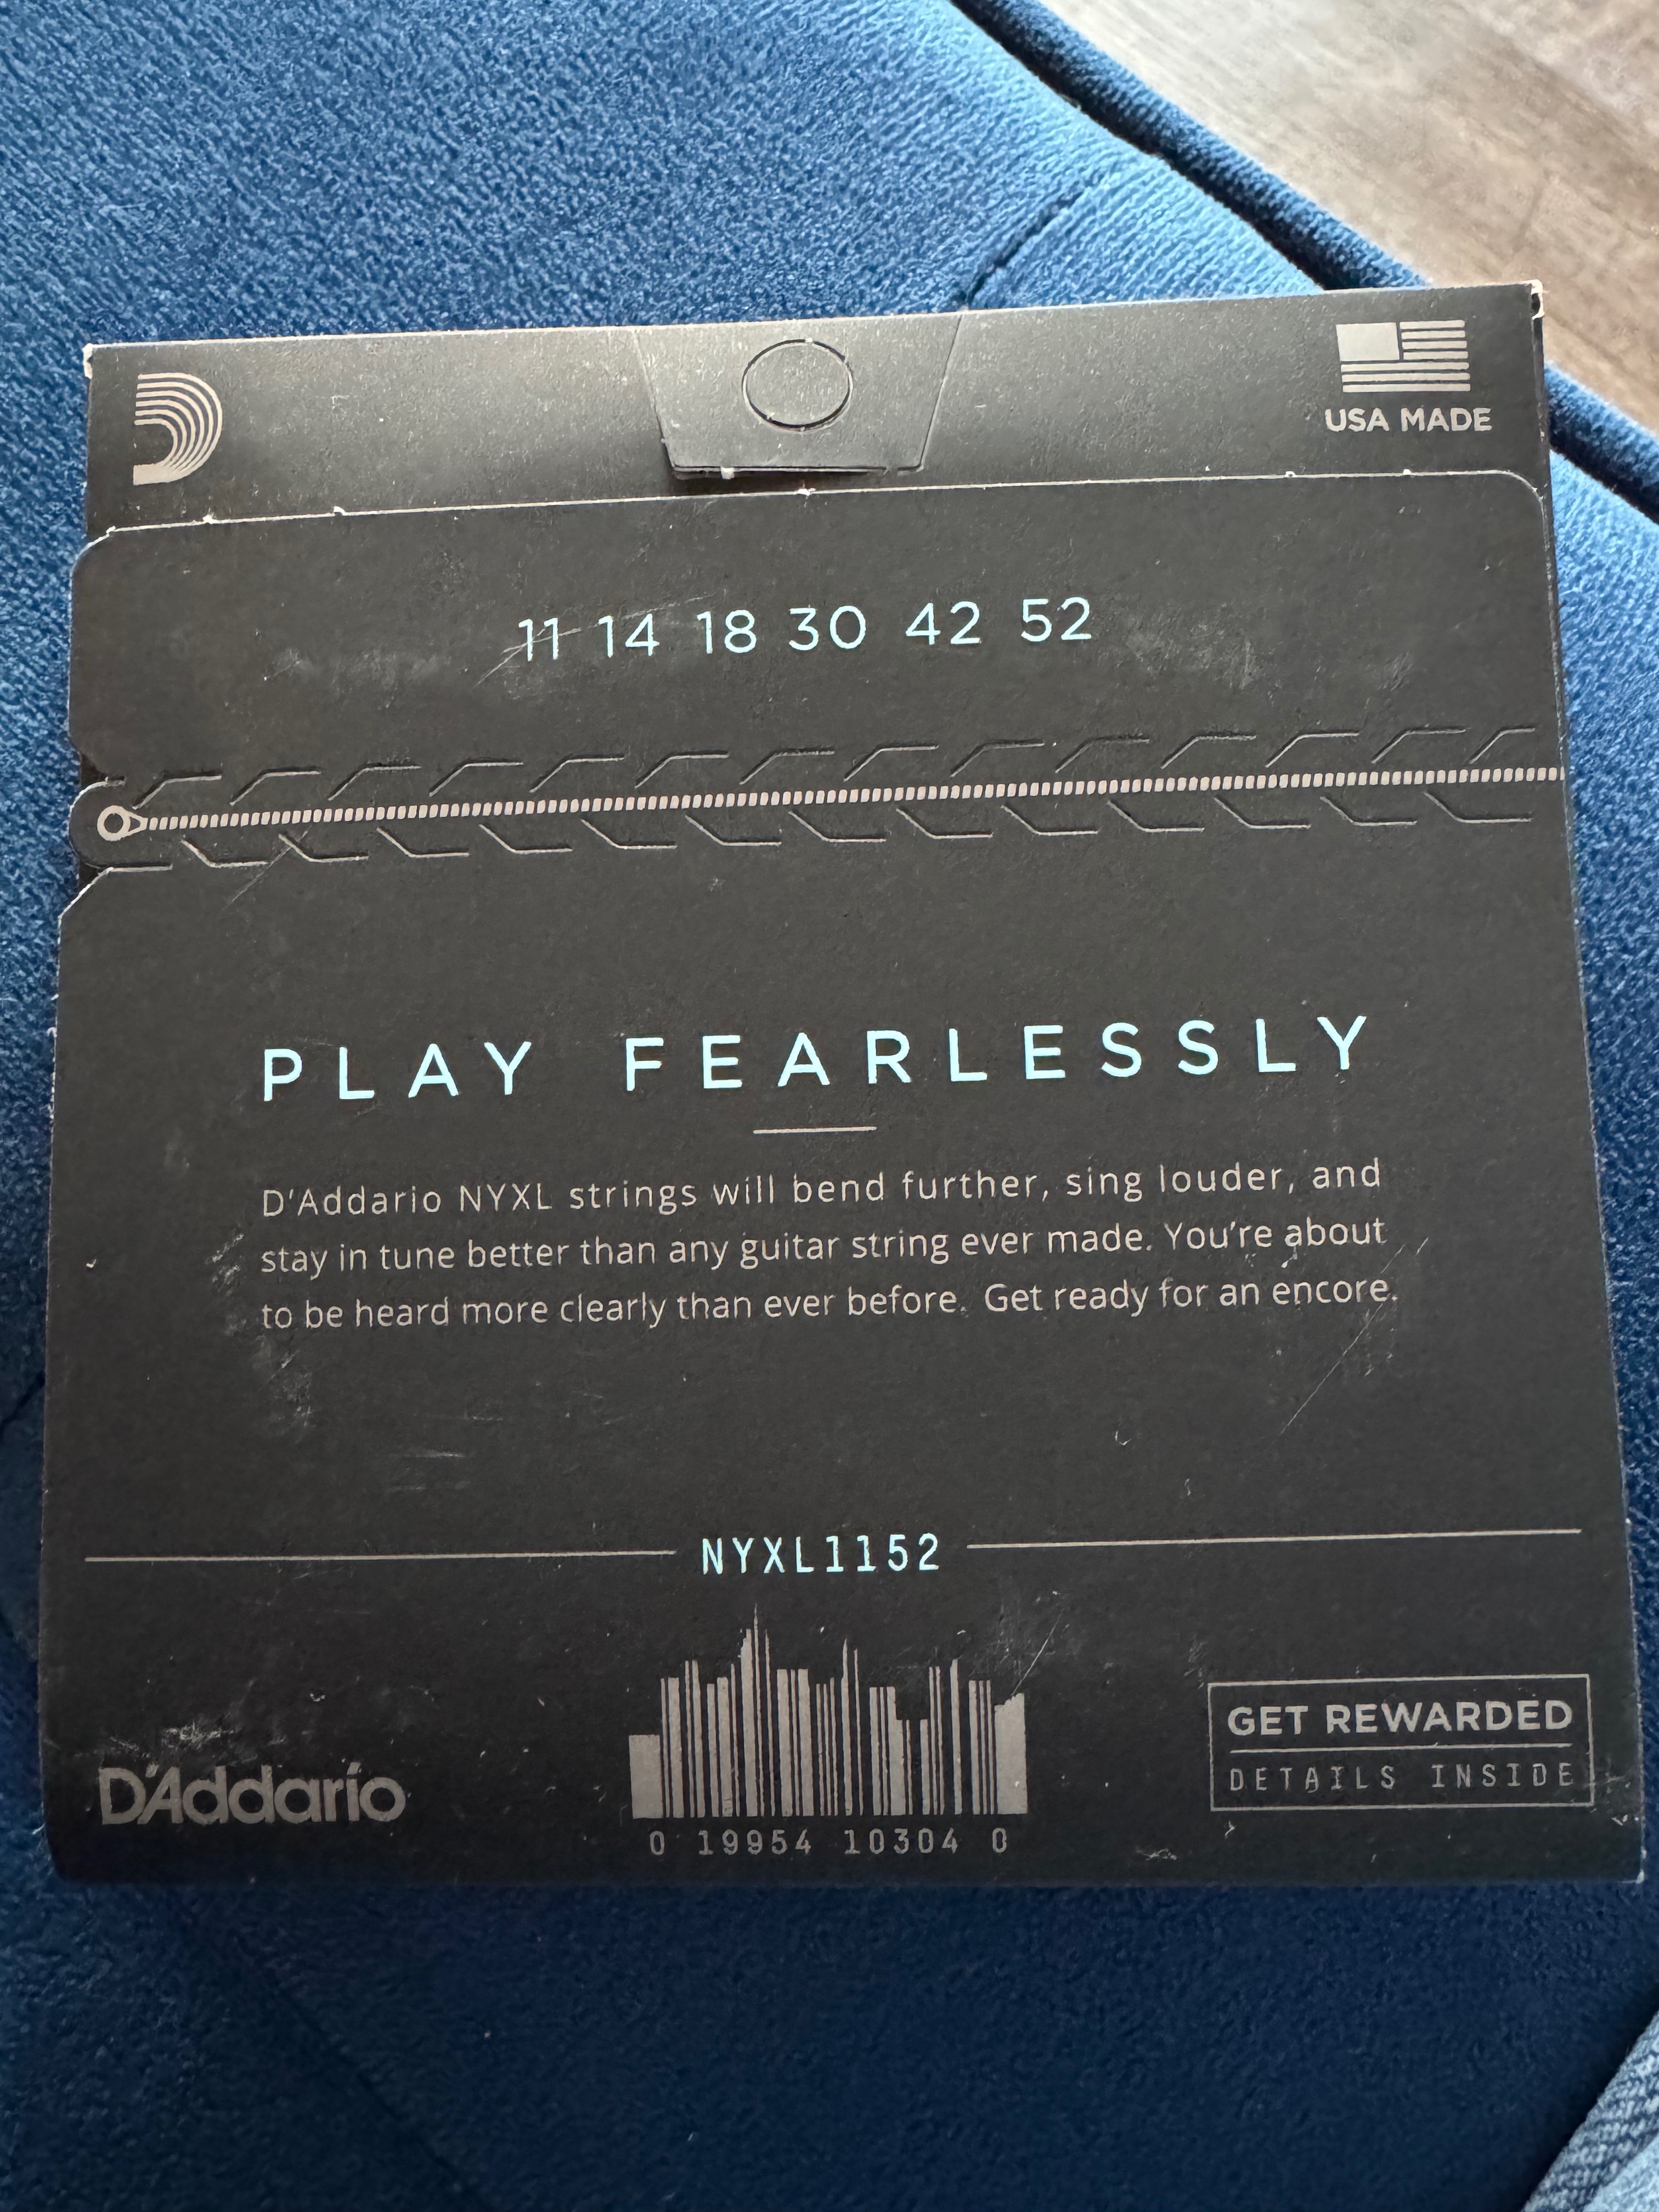 USA MADE
11 14 18 30 42 52
PLAY FEARLESSLY
D'Addario NYXL strings will bend further, sing louder, and
stay in tune better than any guitar string ever made. You're about
to be heard more clearly than ever before. Get ready for an encore.
NYXL1152
D'Addario
0 19954 10304 0
GET REWARDED
DETAILS INSIDE